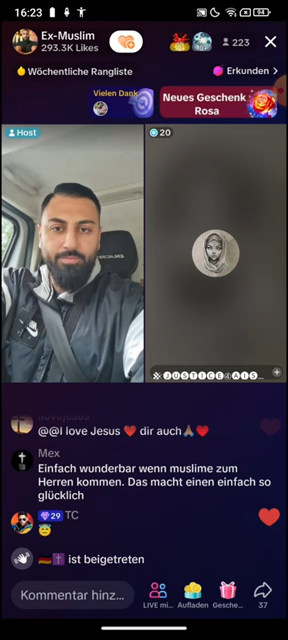 16:23
94
Ex-Muslim
293.3K Likes
223
Wöchentliche Rangliste
Erkunden >
Vielen Dank
Neues Geschenk
Rosa
Host
20
JUSTICE④AIS...
@@I love Jesus ❤️ dir auch🙏🏽❤️
Mex
Einfach wunderbar wenn muslime zum
Herren kommen. Das macht einen einfach so
glücklich
29 TC
😇
🇩🇪✝️ ist beigetreten
Kommentar hinz...
LIVE mi...
Aufladen
Gesche...
37